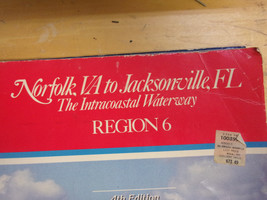 Norfolk, VA to Jacksonville, FL
The Intracoastal Waterway
REGION 6
4th Edition